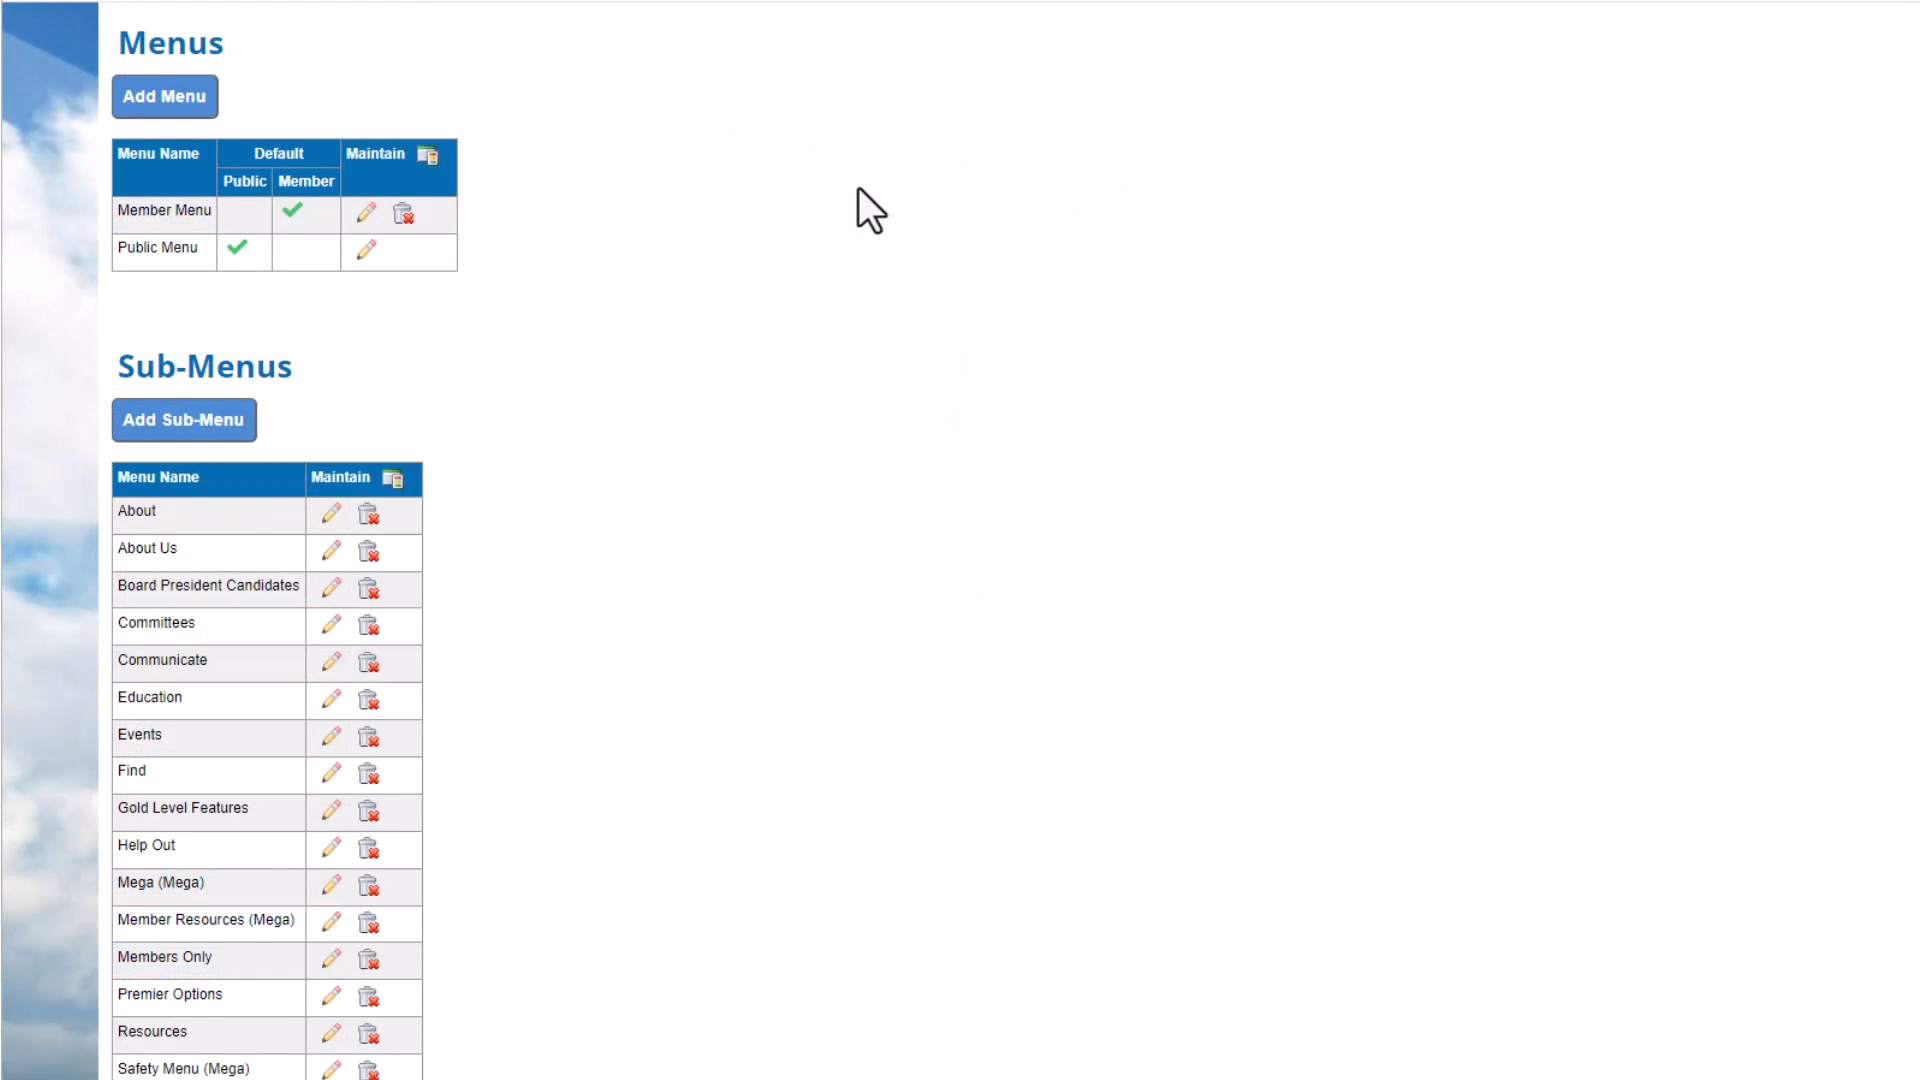 Menus
Add Menu
Menu Name Default Maintain
Public Member
Member Menu
Public Menu
Sub-Menus
Add Sub-Menu
Menu Name Maintain
About
About Us
Board President Candidates
Committees
Communicate
Education
Events
Find
Gold Level Features
Help Out
Mega (Mega)
Member Resources (Mega)
Members Only
Premier Options
Resources
Safety Menu (Mega)